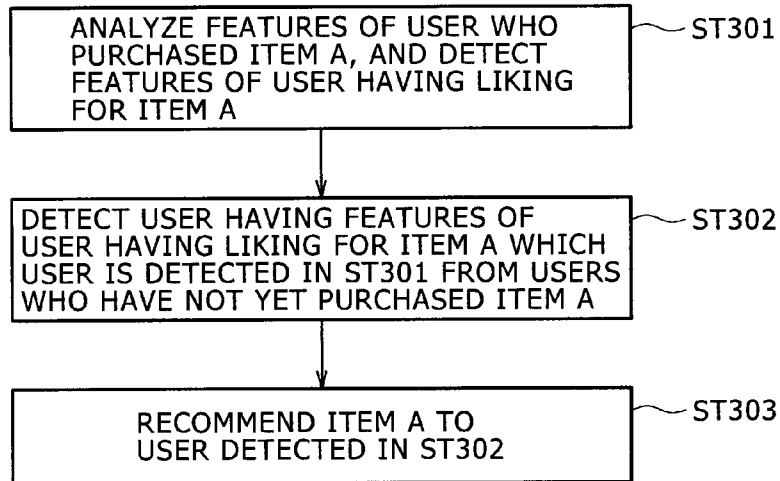 ANALYZE FEATURES OF USER WHO
PURCHASED ITEM A, AND DETECT
FEATURES OF USER HAVING LIKING
FOR ITEM A
ST301
DETECT USER HAVING FEATURES OF
USER HAVING LIKING FOR ITEM A WHICH
USER IS DETECTED IN ST301 FROM USERS
WHO HAVE NOT YET PURCHASED ITEM A
ST302
RECOMMEND ITEM A TO
USER DETECTED IN ST302
ST303